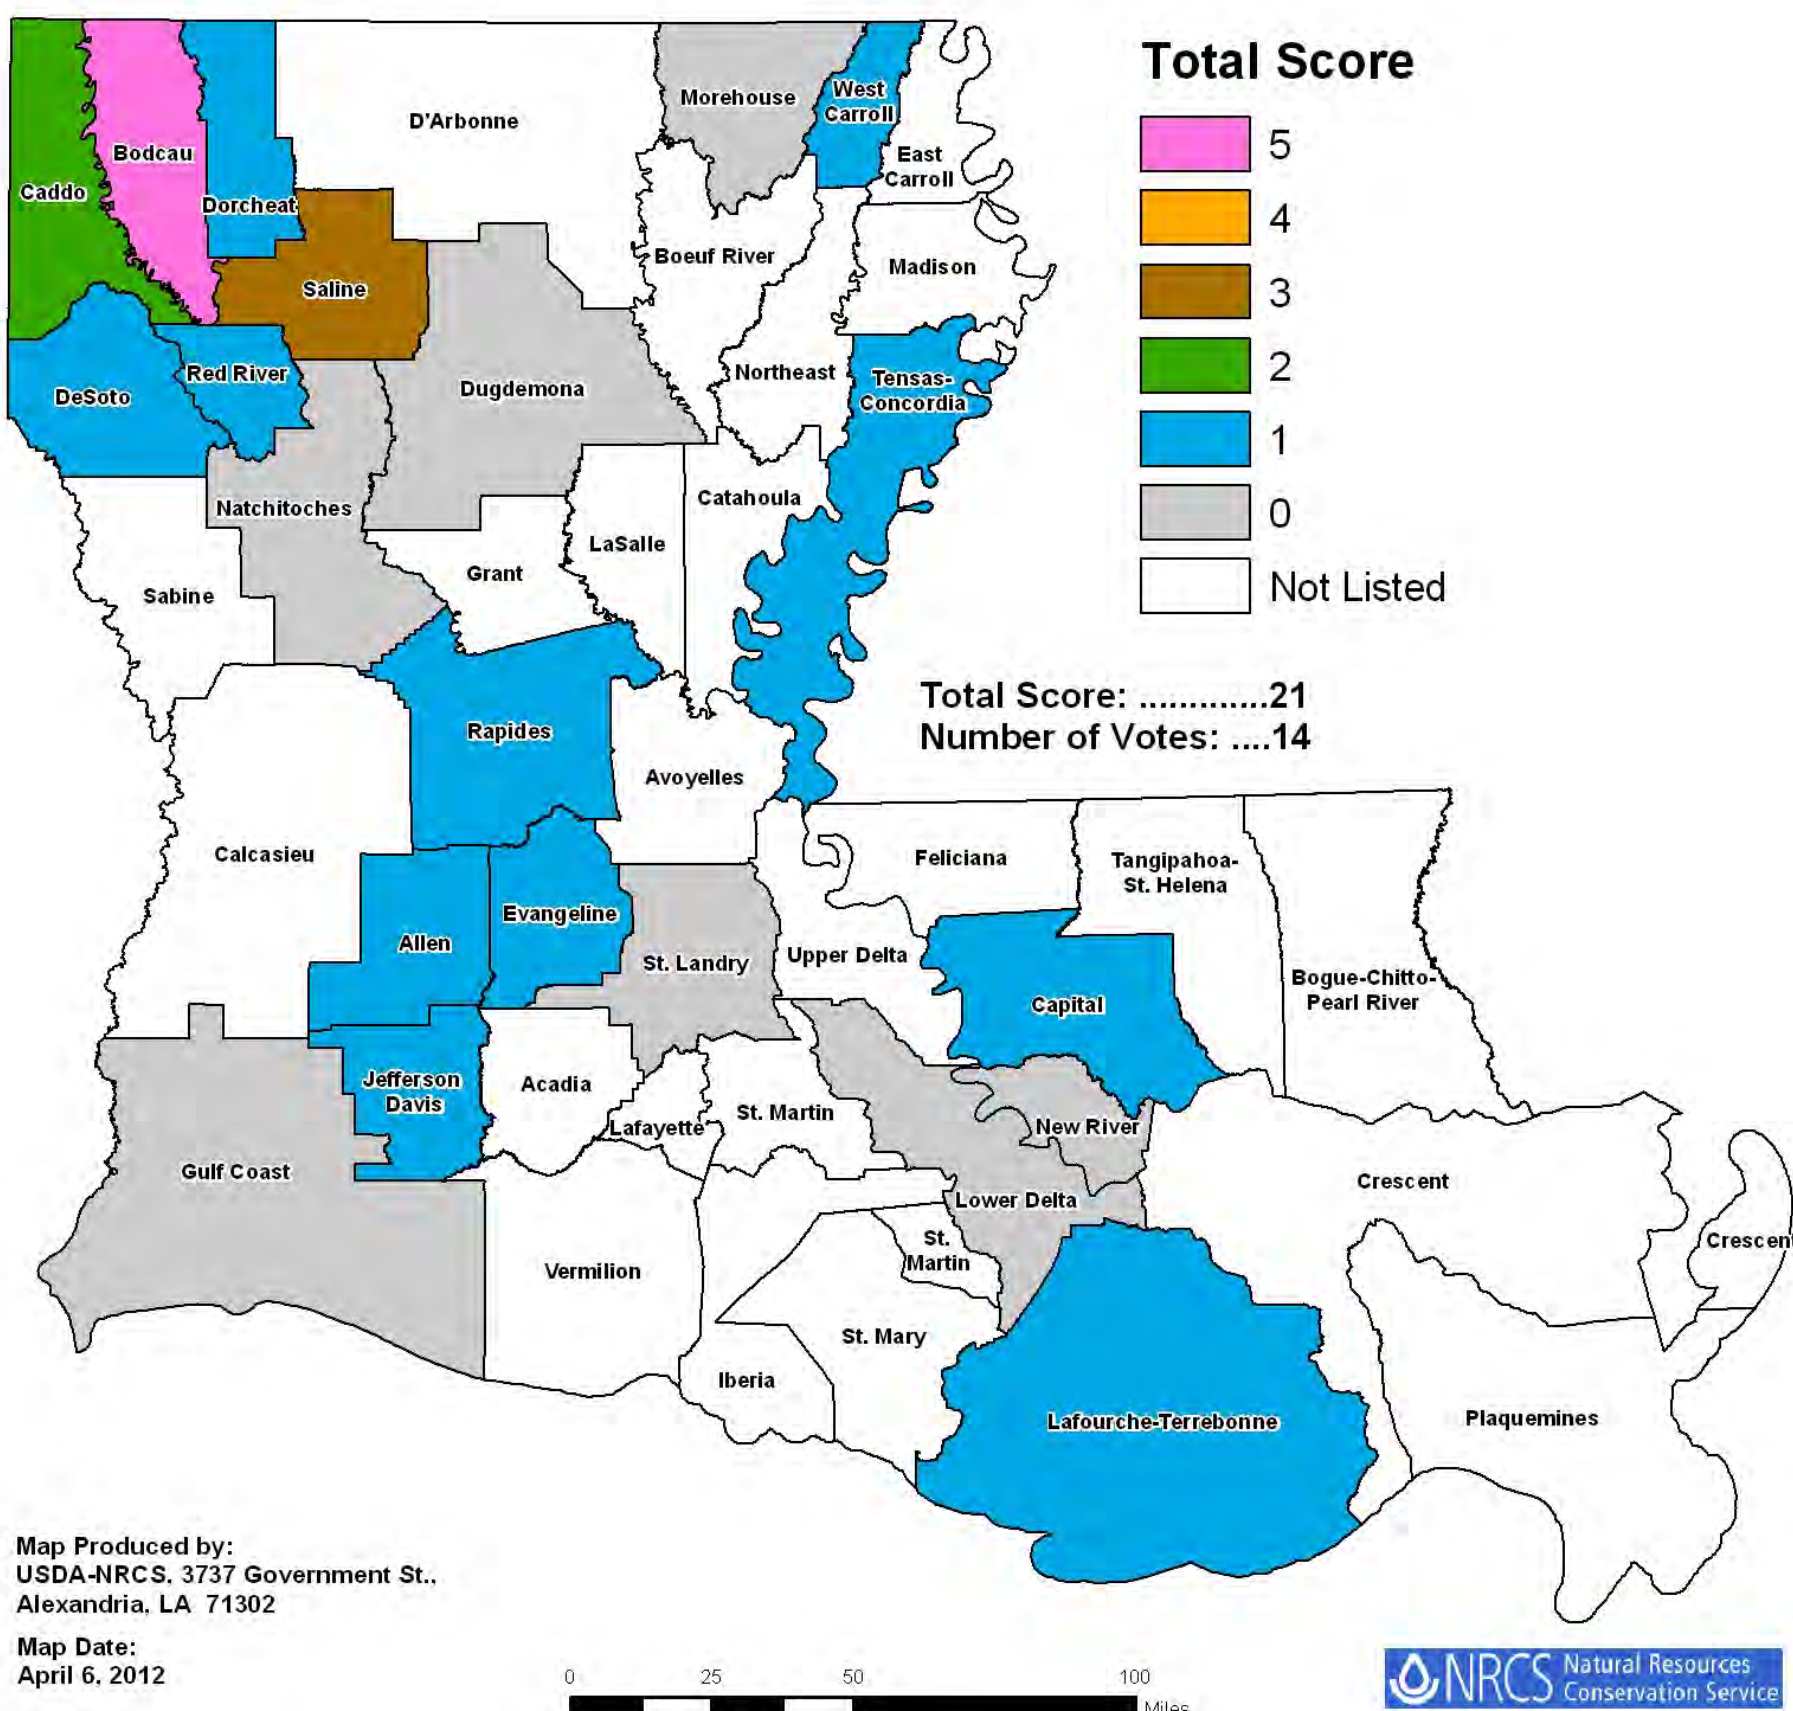 Total Score
5
4
3
2
1
0
Not Listed
Total Score: .............21
Number of Votes: ....14
Caddo
Bodcau
Dorcheat
D'Arbonne
Morehouse
West
Carroll
East
Carroll
Saline
Boeuf River
Madison
DeSoto
Red River
Dugdemona
Northeast
Tensas-
Concordia
Natchitoches
Catahoula
Sabine
Grant
LaSalle
Rapides
Avoyelles
Calcasieu
Feliciana
Tangipahoa-
St. Helena
Allen
Evangeline
St. Landry
Upper Delta
Capital
Bogue-Chitto-
Pearl River
Jefferson
Davis
Acadia
Lafayette
St. Martin
New River
Gulf Coast
Lower Delta
Crescent
Crescent
Vermilion
St.
Martin
St. Mary
Iberia
Lafourche-Terrebonne
Plaquemines
Map Produced by:
USDA-NRCS, 3737 Government St.,
Alexandria, LA 71302
Map Date:
April 6, 2012
0 25 50 100
Miles
NRCS Natural Resources
Conservation Service